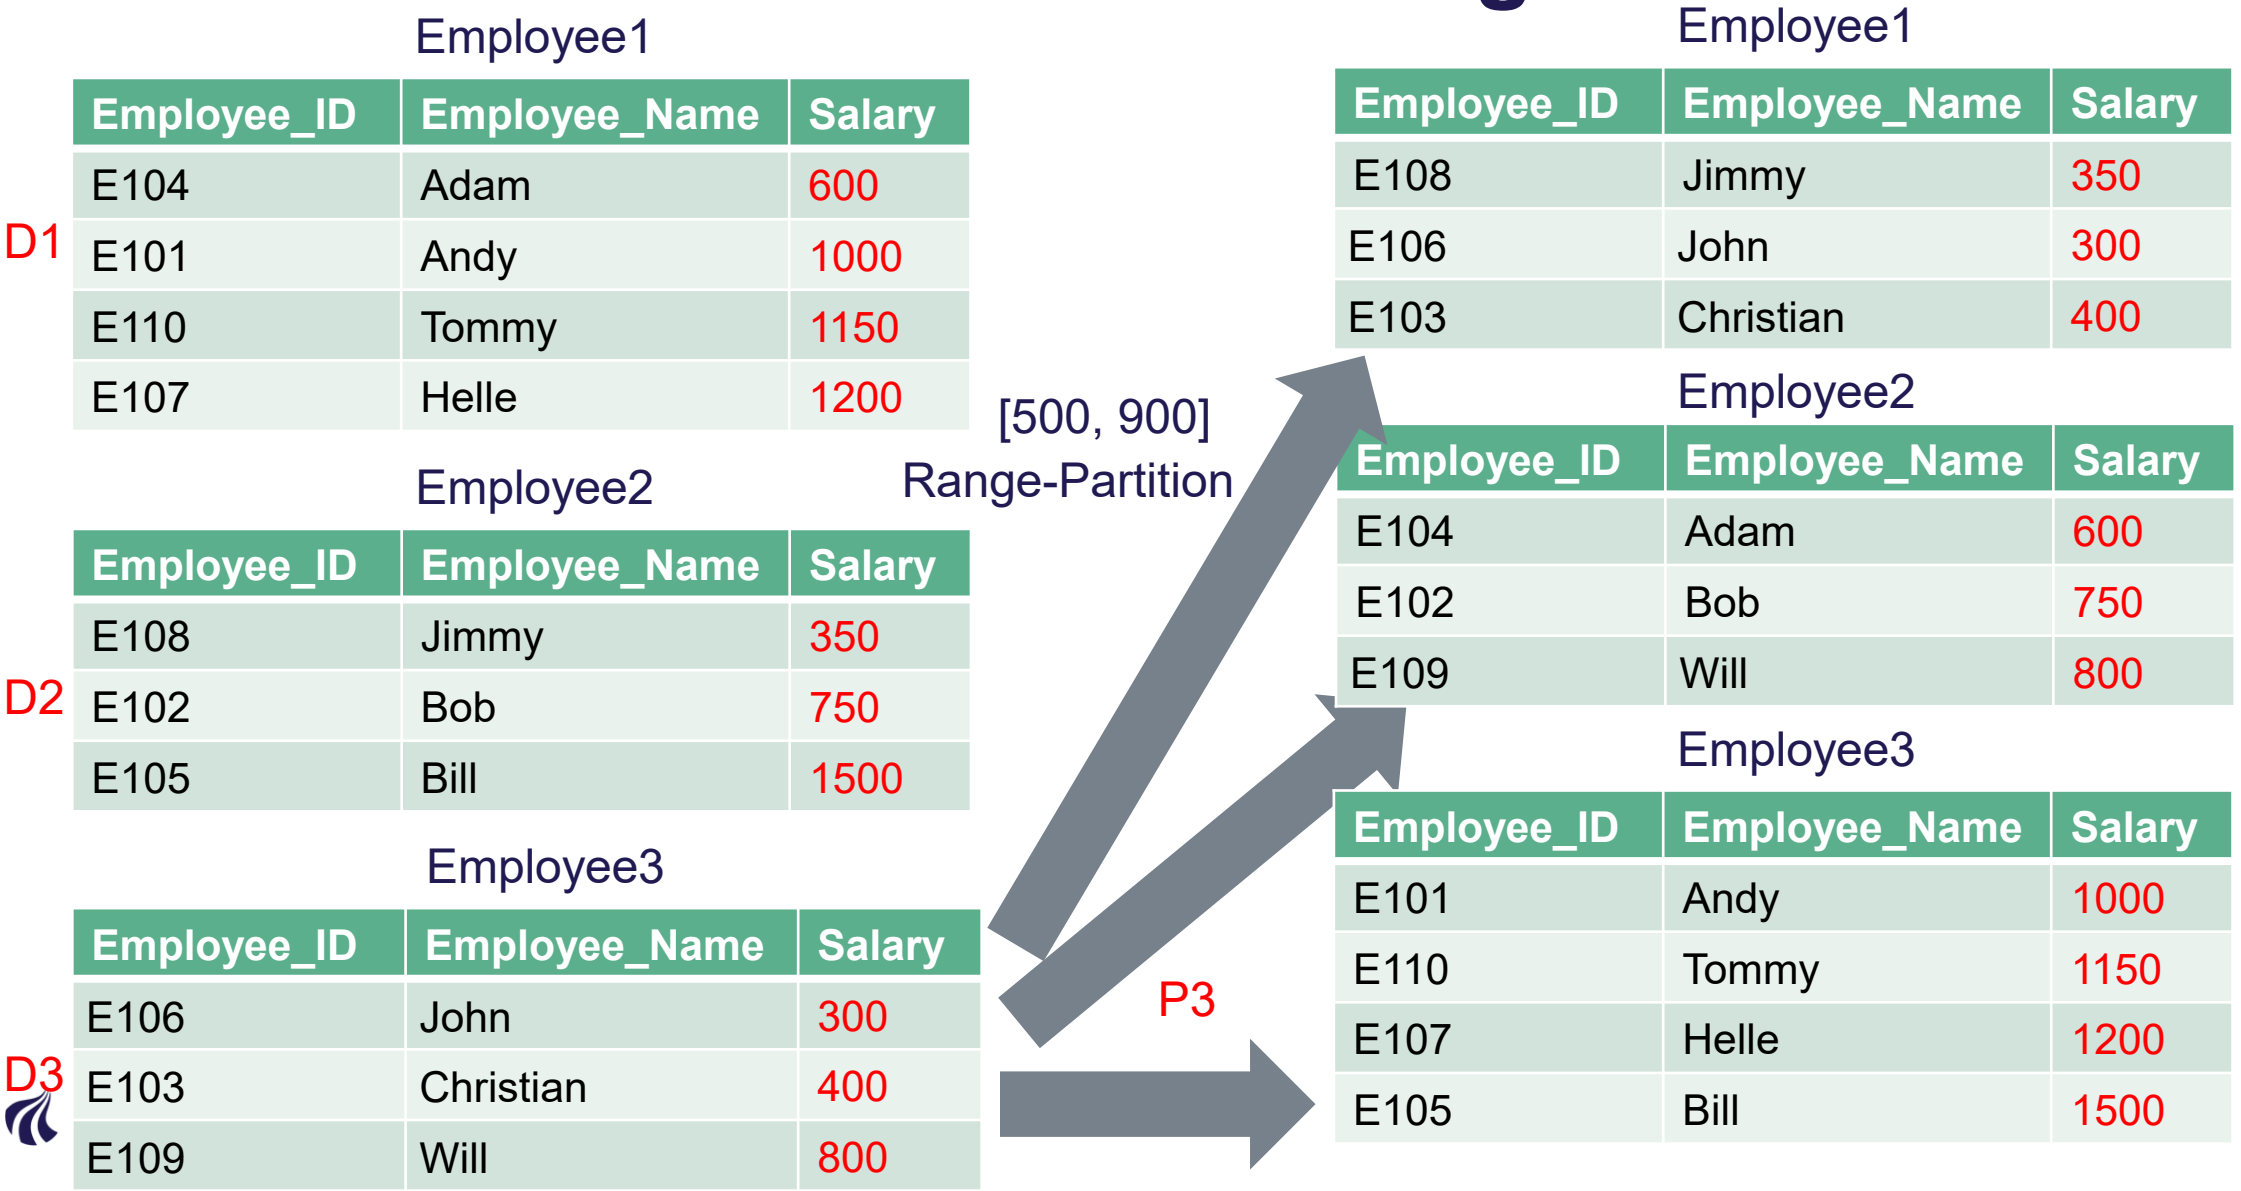 Employee1
Employee_ID Employee_Name Salary
E104 Adam 600
E101 Andy 1000
E110 Tommy 1150
E107 Helle 1200
D1
Employee2
Employee_ID Employee_Name Salary
E108 Jimmy 350
E102 Bob 750
E105 Bill 1500
D2
Employee3
Employee_ID Employee_Name Salary
E106 John 300
E103 Christian 400
E109 Will 800
D3
[500, 900]
Range-Partition
P3
Employee1
Employee_ID Employee_Name Salary
E108 Jimmy 350
E106 John 300
E103 Christian 400
Employee2
Employee_ID Employee_Name Salary
E104 Adam 600
E102 Bob 750
E109 Will 800
Employee3
Employee_ID Employee_Name Salary
E101 Andy 1000
E110 Tommy 1150
E107 Helle 1200
E105 Bill 1500